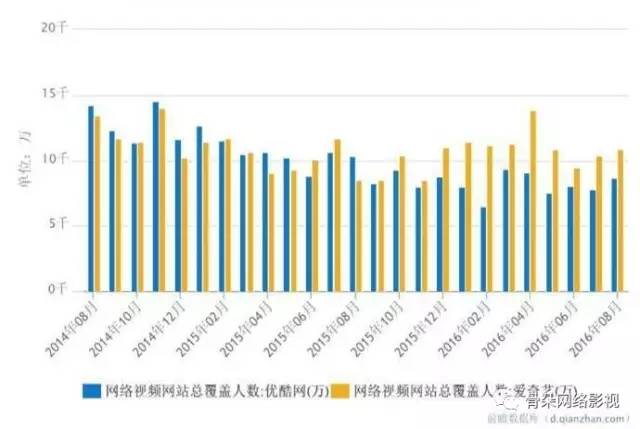 20千
15千
10千
5千
0千
单位：万
2014年08月
2014年10月
2014年12月
2015年02月
2015年04月
2015年06月
2015年08月
2015年10月
2015年12月
2016年02月
2016年04月
2016年06月
2016年08月
网络视频网站总覆盖人数:优酷网(万)
网络视频网站总覆盖人数:爱奇艺(万)
骨朵网络影视
前瞻数据库（d.qianzhan.com）